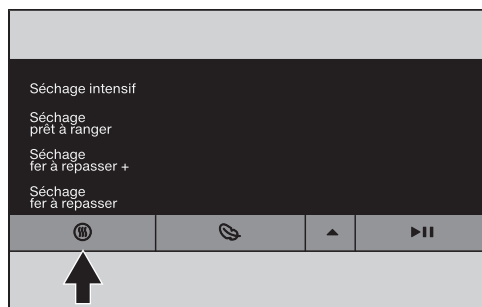 Séchage intensif
Séchage
prêt à ranger
Séchage
fer à repasser +
Séchage
fer à repasser